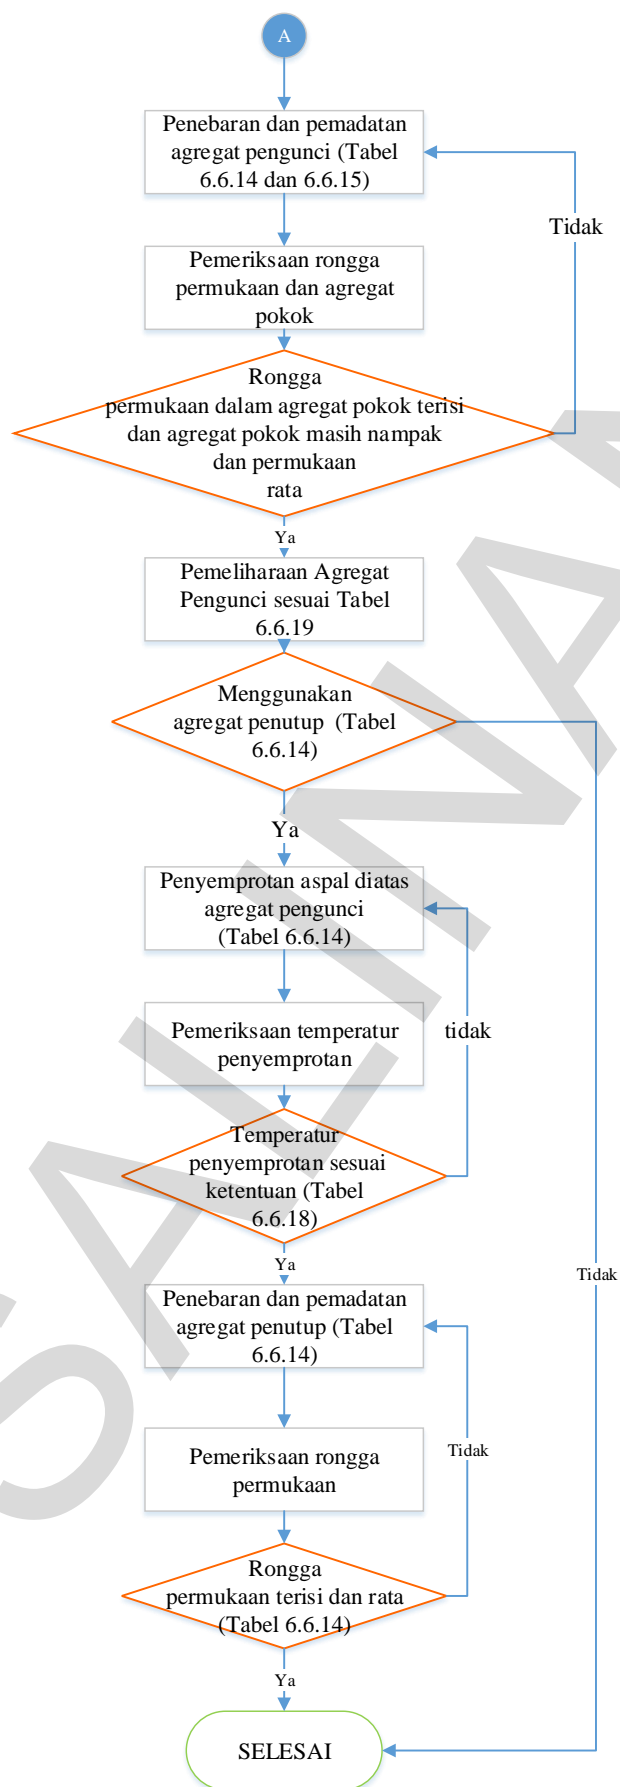 A
Penebaran dan pemadatan
agregat pengunci (Tabel
6.6.14 dan 6.6.15)
Tidak
Pemeriksaan rongga
permukaan dan agregat
pokok
Rongga
permukaan dalam agregat pokok terisi
dan agregat pokok masih nampak
dan permukaan
rata
Ya
Pemeliharaan Agregat
Pengunci sesuai Tabel
6.6.19
Menggunakan
agregat penutup (Tabel
6.6.14)
Ya
Penyemprotan aspal diatas
agregat pengunci
(Tabel 6.6.14)
Pemeriksaan temperatur
penyemprotan
tidak
Temperatur
penyemprotan sesuai
ketentuan (Tabel
6.6.18)
Ya
Tidak
Penebaran dan pemadatan
agregat penutup (Tabel
6.6.14)
Pemeriksaan rongga
permukaan
Tidak
Rongga
permukaan terisi dan rata
(Tabel 6.6.14)
Ya
SELESAI
SALINA